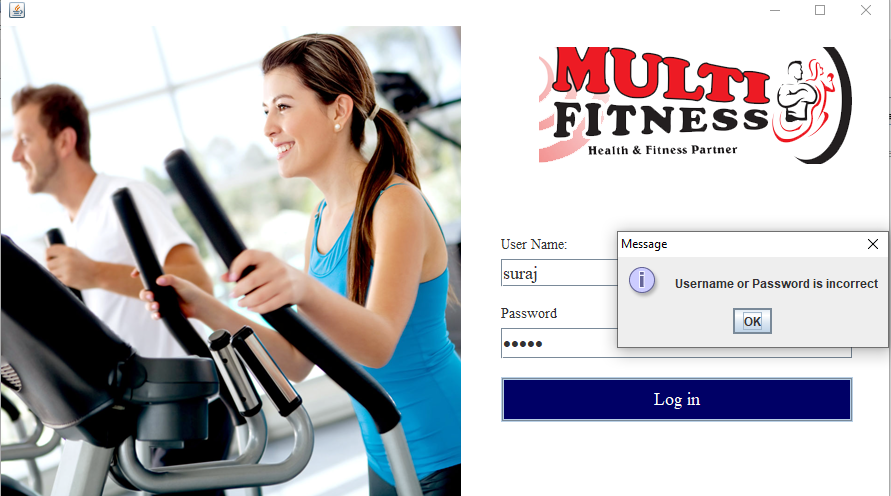 MULTI
FITNESS
Health & Fitness Partner
User Name:
suraj
Password
•••••
Log in
Message
Username or Password is incorrect
OK